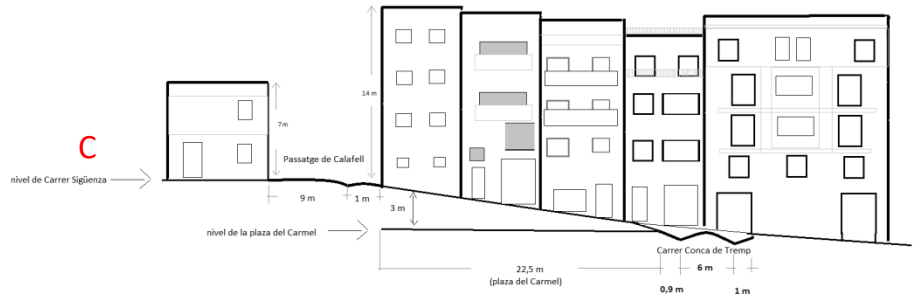 14 m
7m
C
Passatge de Calafell
nivel de Carrer Sigüenza
9 m
1 m
3 m
nivel de la plaza del Carmel
Carrer Conca de Tremp
22,5 m
(plaza del Carmel)
6 m
0,9 m
1 m